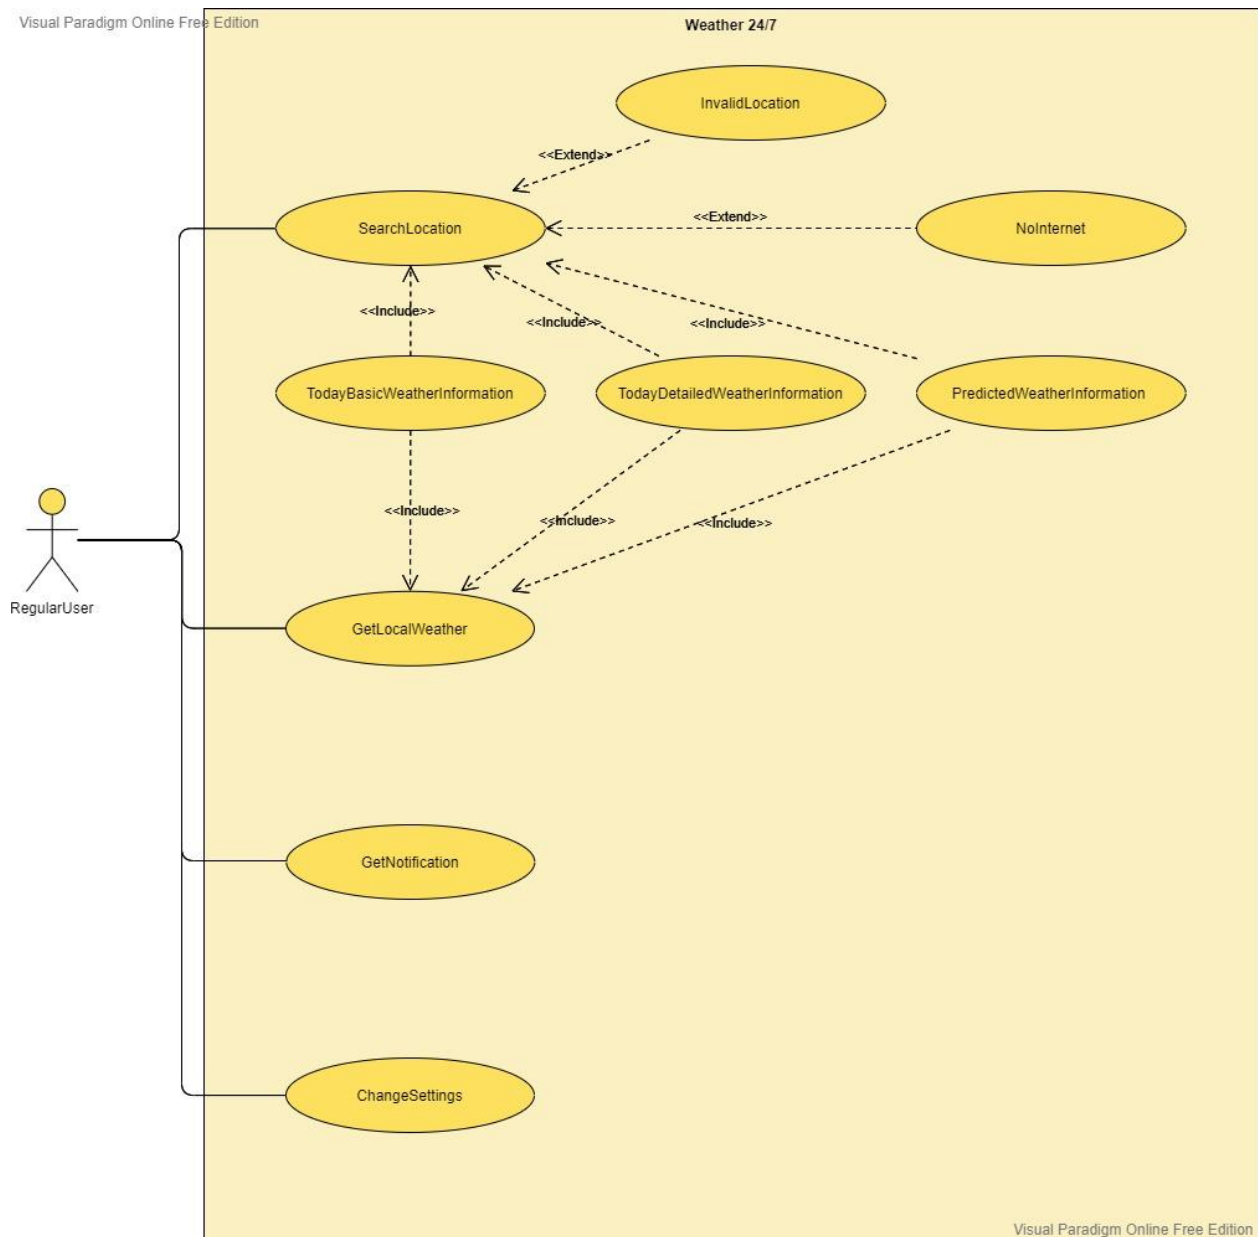 Visual Paradigm Online Free Edition
Weather 24/7
InvalidLocation
<<Extend>>
SearchLocation
<<Extend>>
NoInternet
<<Include>>
<<Include>>
<<Include>>
TodayBasicWeatherInformation
TodayDetailedWeatherInformation
PredictedWeatherInformation
<<Include>>
<<Include>>
<<Include>>
RegularUser
GetLocalWeather
GetNotification
ChangeSettings
Visual Paradigm Online Free Edition